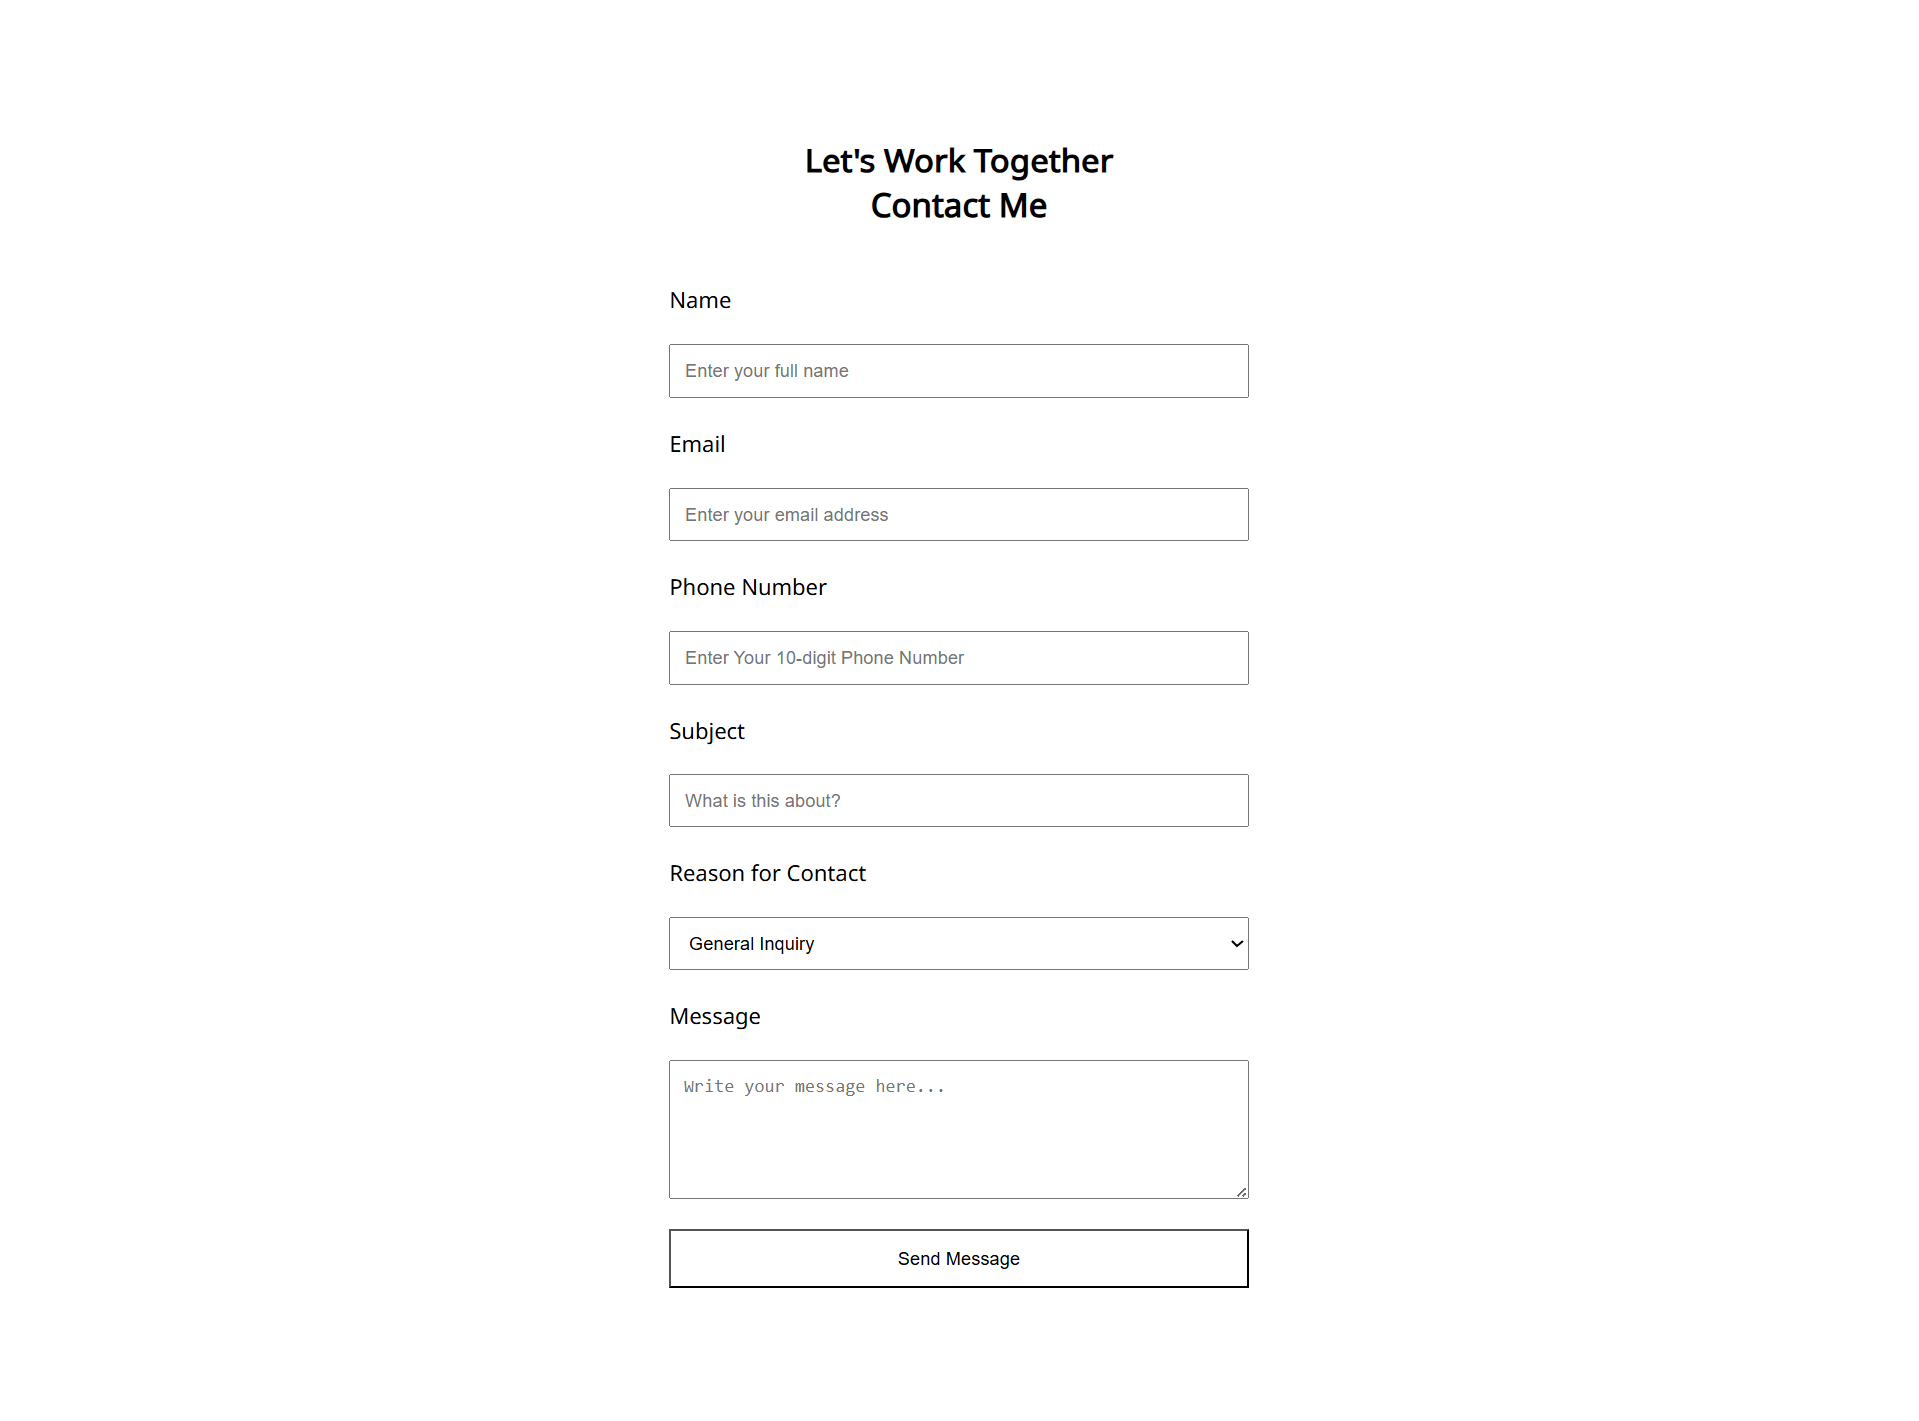 Let's Work Together
Contact Me
Name
Enter your full name
Email
Enter your email address
Phone Number
Enter Your 10-digit Phone Number
Subject
What is this about?
Reason for Contact
General Inquiry
Message
Write your message here...
Send Message